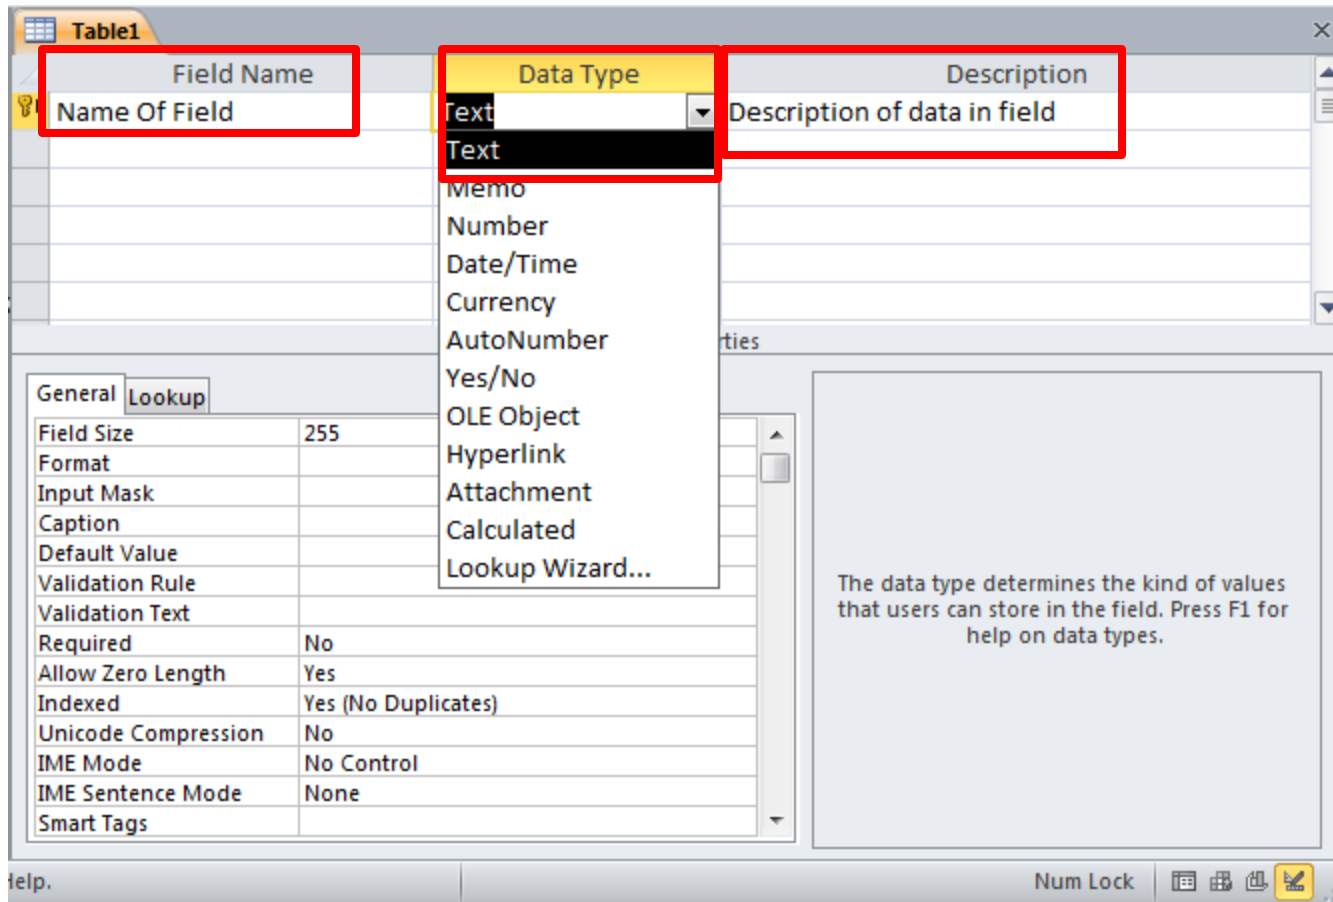 Table1
Field Name Data Type Description
Name Of Field Text Description of data in field
Text
Memo
Number
Date/Time
Currency
AutoNumber
Yes/No
OLE Object
Hyperlink
Attachment
Calculated
Lookup Wizard...
General Lookup
Field Size 255
Format
Input Mask
Caption
Default Value
Validation Rule
Validation Text
Required No
Allow Zero Length Yes
Indexed Yes (No Duplicates)
Unicode Compression No
IME Mode No Control
IME Sentence Mode None
Smart Tags
The data type determines the kind of values
that users can store in the field. Press F1 for
help on data types.
Help. Num Lock